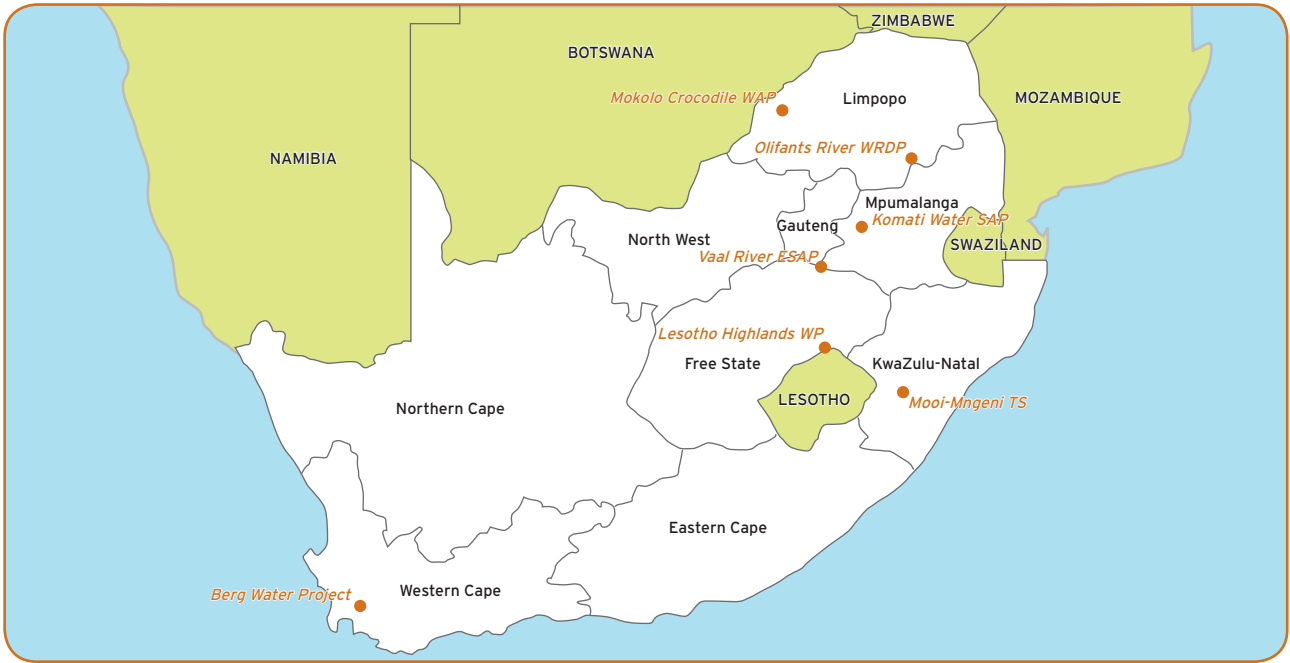 ZIMBABWE
BOTSWANA
Mokolo Crocodile WAP
Limpopo
MOZAMBIQUE
Olifants River WRDP
NAMIBIA
Mpumalanga
Komati Water SAP
Gauteng
North West
SWAZILAND
Vaal River ESAP
Lesotho Highlands WP
Free State
KwaZulu-Natal
LESOTHO
Mooi-Mngeni TS
Northern Cape
Eastern Cape
Western Cape
Berg Water Project